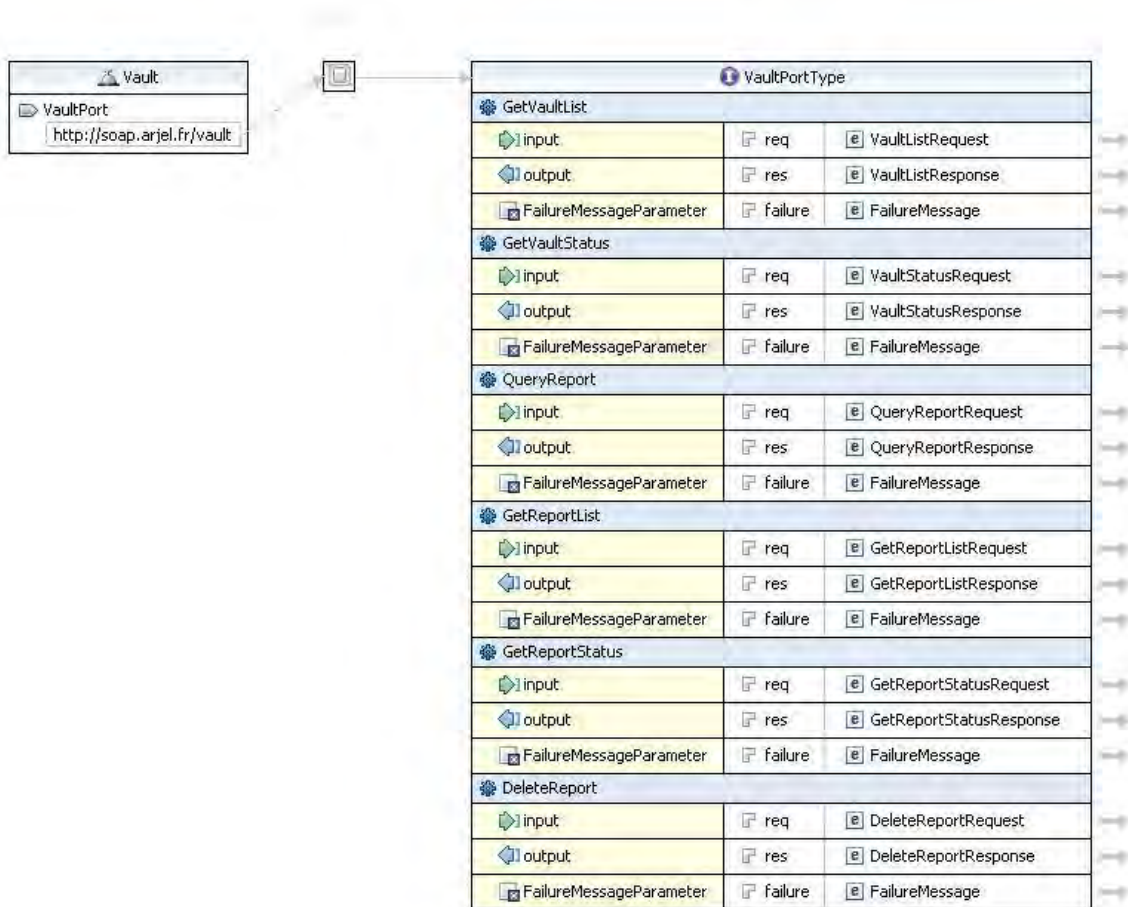 Vault
VaultPort
http://soap.arjel.fr/vault
VaultPortType
GetVaultList
input req VaultListRequest
output res VaultListResponse
FailureMessageParameter failure FailureMessage
GetVaultStatus
input req VaultStatusRequest
output res VaultStatusResponse
FailureMessageParameter failure FailureMessage
QueryReport
input req QueryReportRequest
output res QueryReportResponse
FailureMessageParameter failure FailureMessage
GetReportList
input req GetReportListRequest
output res GetReportListResponse
FailureMessageParameter failure FailureMessage
GetReportStatus
input req GetReportStatusRequest
output res GetReportStatusResponse
FailureMessageParameter failure FailureMessage
DeleteReport
input req DeleteReportRequest
output res DeleteReportResponse
FailureMessageParameter failure FailureMessage